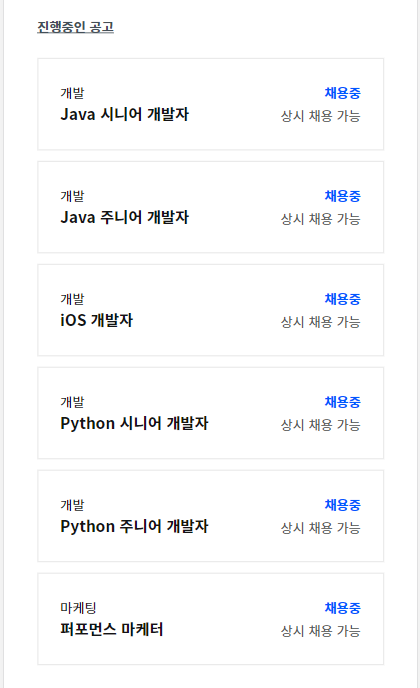 진행중인 공고
개발
채용중
Java 시니어 개발자
상시 채용 가능
개발
채용중
Java 주니어 개발자
상시 채용 가능
개발
채용중
iOS 개발자
상시 채용 가능
개발
채용중
Python 시니어 개발자
상시 채용 가능
개발
채용중
Python 주니어 개발자
상시 채용 가능
마케팅
채용중
퍼포먼스 마케터
상시 채용 가능